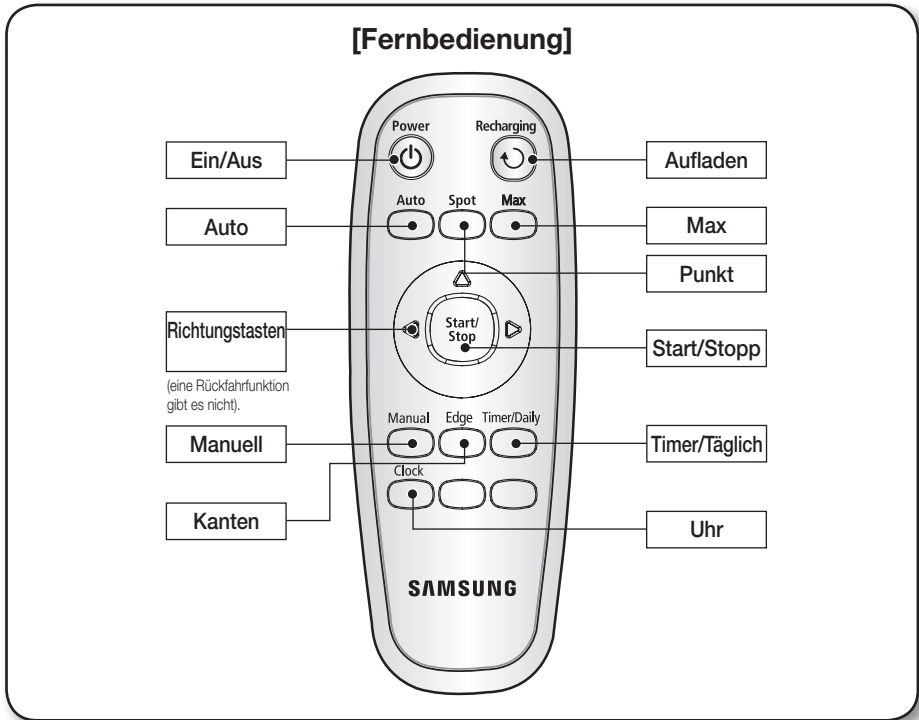 [Fernbedienung]
Power
Recharging
Ein/Aus
Aufladen
Auto
Spot
Max
Auto
Max
Punkt
Richtungstasten
Start/
Stop
Start/Stopp
(eine Rückfahrfunktion
gibt es nicht).
Manual
Edge
Timer/Daily
Manuell
Timer/Täglich
Clock
Kanten
Uhr
SAMSUNG